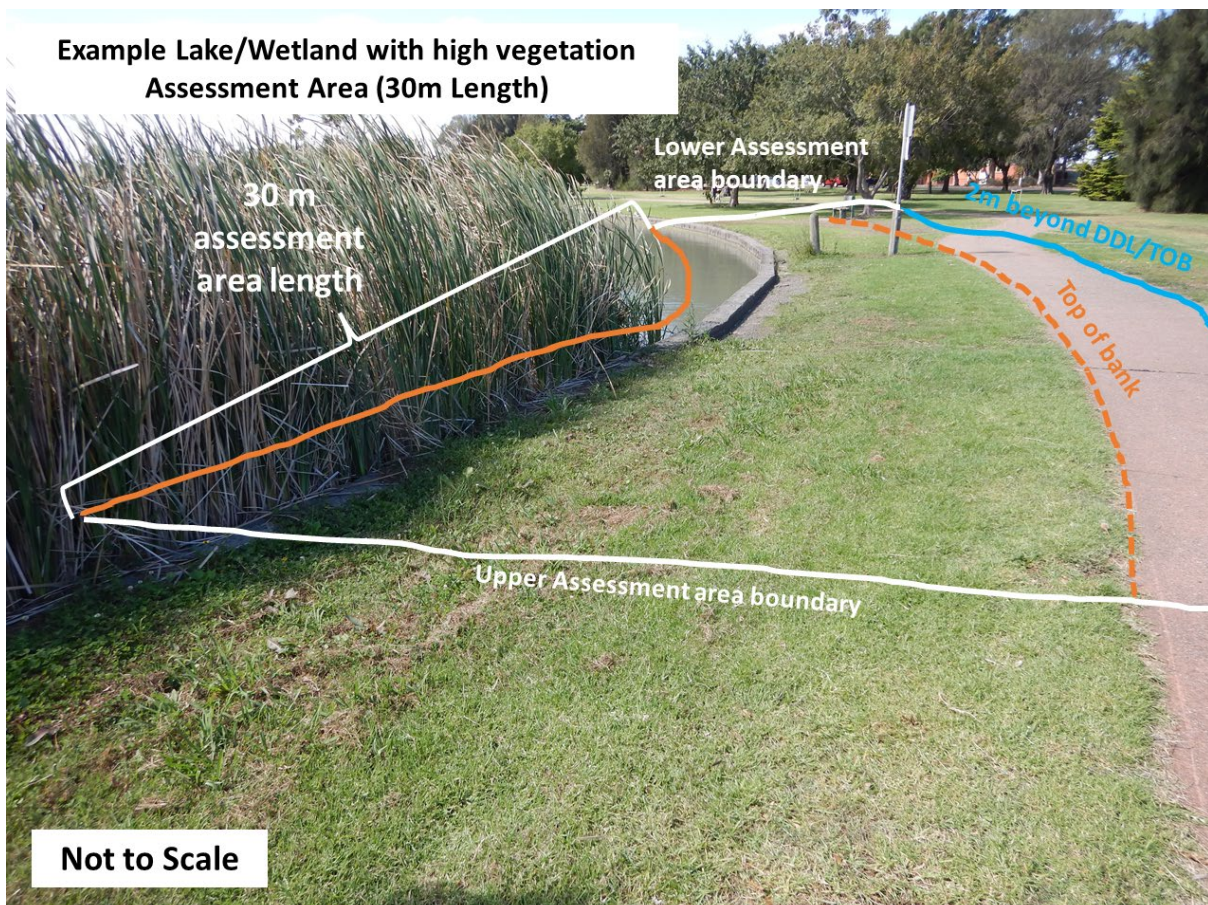 Example Lake/Wetland with high vegetation
Assessment Area (30m Length)
Lower Assessment
area boundary
30 m
assessment
area length
2m beyond DDL/TOB
Top of bank
Upper Assessment area boundary
Not to Scale